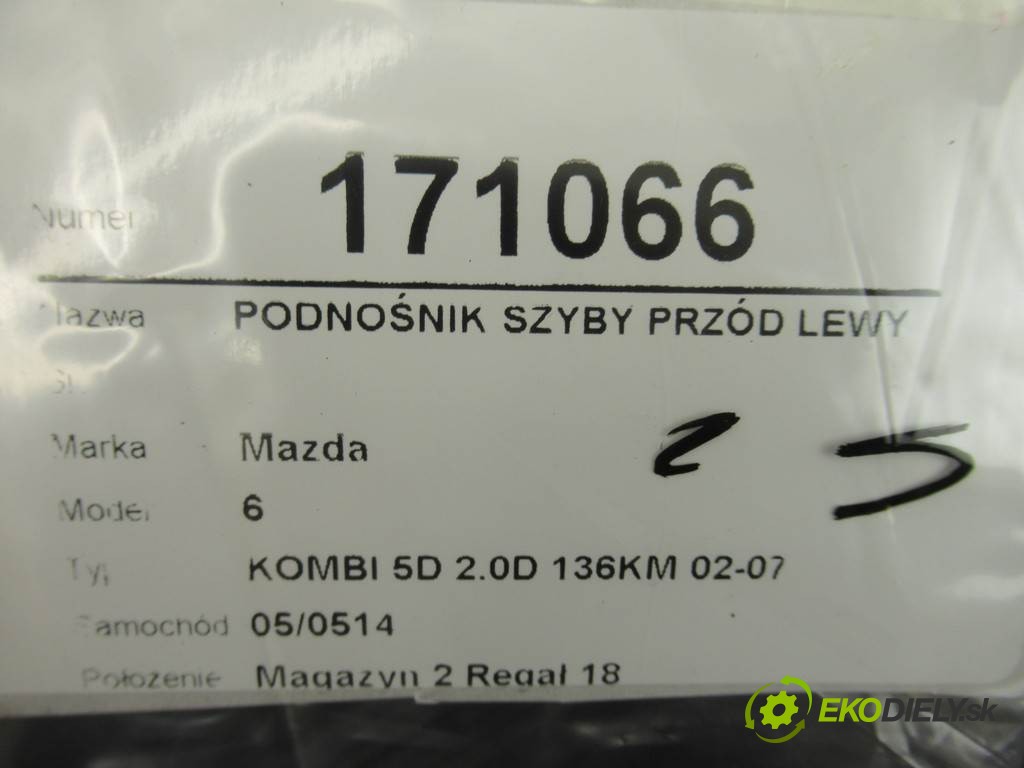 Numer 171066
Nazwa PODNOŚNIK SZYBY PRZÓD LEWY
Marka Mazda
2 5
Model 6
Typ KOMBI 5D 2.0D 136KM 02-07
Samochód 05/0514
Położenie Magazyn 2 Regał 18
EKODIELY.sk